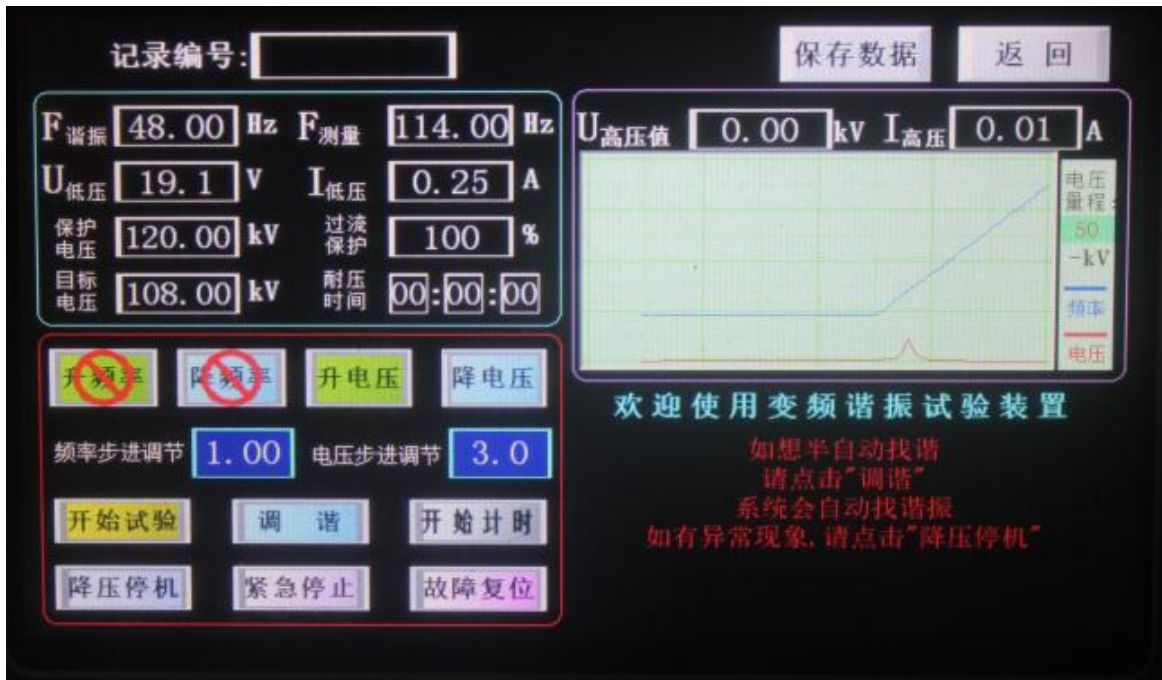 记录编号:
保存数据
返 回
F谐振 48.00 Hz F测量 114.00 Hz
U低压 19.1 V I低压 0.25 A
保护电压 120.00 kV 过流保护 100 %
目标电压 108.00 kV 耐压时间 00:00:00
U高压值 0.00 kV I高压 0.01 A
电压
量程:
50
-kV
频率
电压
升频率 降频率 升电压 降电压
频率步进调节 1.00 电压步进调节 3.0
开始试验 调 谐 开始计时
降压停机 紧急停止 故障复位
欢迎使用变频谐振试验装置
如想半自动找谐
请点击"调谐"
系统会自动找谐振
如有异常现象,请点击"降压停机"